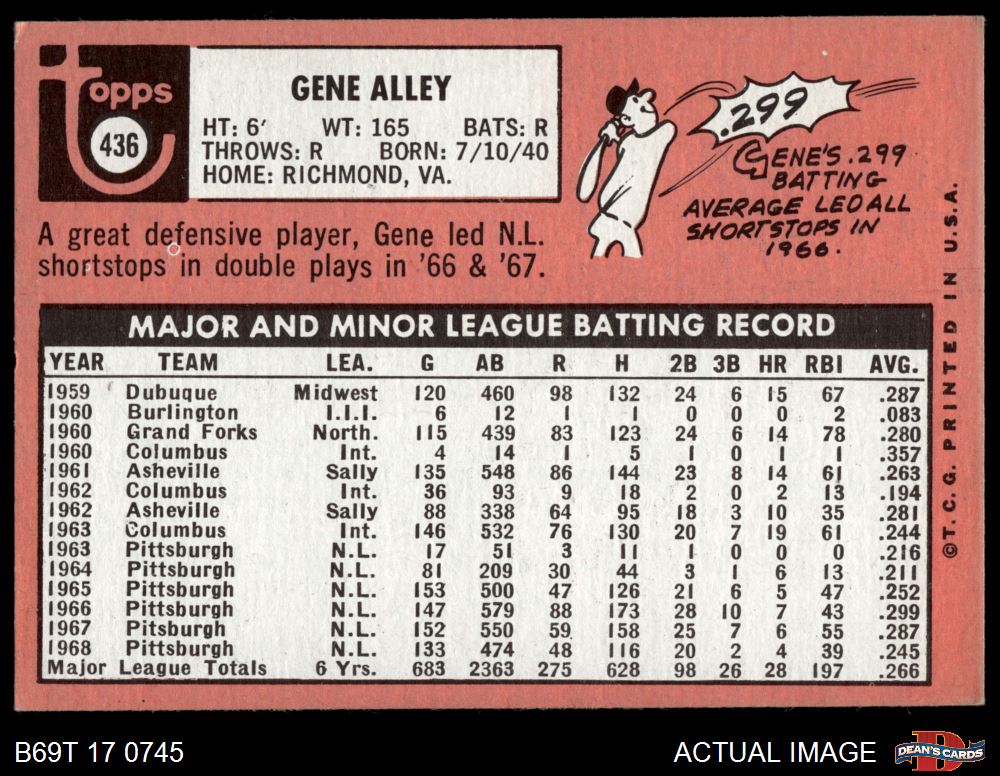 topps
436
GENE ALLEY
HT: 6' WT: 165 BATS: R
THROWS: R BORN: 7/10/40
HOME: RICHMOND, VA.
A great defensive player, Gene led N.L.
shortstops in double plays in '66 & '67.
.299
GENE'S .299
BATTING
AVERAGE LED ALL
SHORTSTOPS IN
1966.
MAJOR AND MINOR LEAGUE BATTING RECORD
YEAR TEAM LEA. G AB R H 2B 3B HR RBI AVG.
1959 Dubuque Midwest 120 460 98 132 24 6 15 67 .287
1960 Burlington I.I.I. 6 12 1 1 0 0 0 2 .083
1960 Grand Forks North. 115 439 83 123 24 6 14 78 .280
1960 Columbus Int. 4 14 1 5 1 0 1 1 .357
1961 Asheville Sally 135 548 86 144 23 8 14 61 .263
1962 Columbus Int. 36 93 9 18 2 0 2 13 .194
1962 Asheville Sally 88 338 64 95 18 3 10 35 .281
1963 Columbus Int. 146 532 76 130 20 7 19 61 .244
1963 Pittsburgh N.L. 17 51 3 11 1 0 0 0 .216
1964 Pittsburgh N.L. 81 209 30 44 3 1 6 13 .211
1965 Pittsburgh N.L. 153 500 47 126 21 6 5 47 .252
1966 Pittsburgh N.L. 147 579 88 173 28 10 7 43 .299
1967 Pitsburgh N.L. 152 550 59 158 25 7 6 55 .287
1968 Pittsburgh N.L. 133 474 48 116 20 2 4 39 .245
Major League Totals 6 Yrs. 683 2363 275 628 98 26 28 197 .266
©T.C.G. PRINTED IN U.S.A.
B69T 17 0745
ACTUAL IMAGE
DEAN'S CARDS